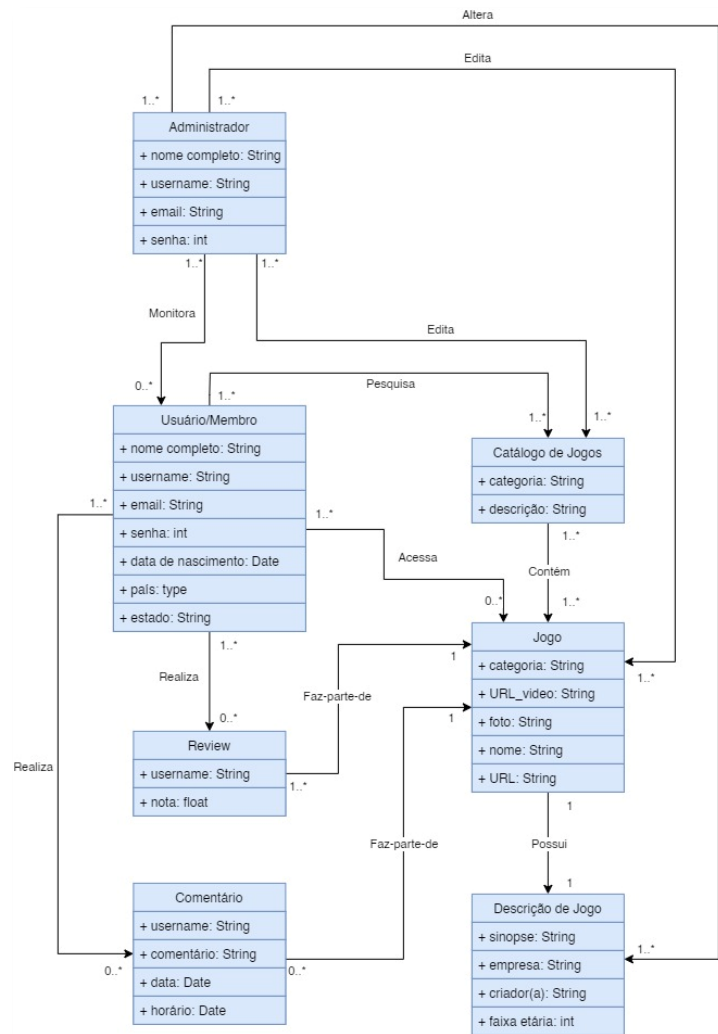 Altera
Edita
1..*
1..*
Administrador
+ nome completo: String
+ username: String
+ email: String
+ senha: int
1..*
1..*
Monitora
Edita
0..*
1..*
Pesquisa
1..*
1..*
Usuário/Membro
+ nome completo: String
+ username: String
+ email: String
+ senha: int
+ data de nascimento: Date
+ país: type
+ estado: String
Catálogo de Jogos
+ categoria: String
+ descrição: String
1..*
1..*
1..*
Acessa
Contém
0..*
1..*
Jogo
+ categoria: String
+ URL_video: String
+ foto: String
+ nome: String
+ URL: String
1..*
1..*
Realiza
Faz-parte-de
1
1
0..*
Review
+ username: String
+ nota: float
1..*
Realiza
1
Faz-parte-de
Possui
1
Comentário
+ username: String
+ comentário: String
+ data: Date
+ horário: Date
0..*
0..*
Descrição de Jogo
+ sinopse: String
+ empresa: String
+ criador(a): String
+ faixa etária: int
1..*